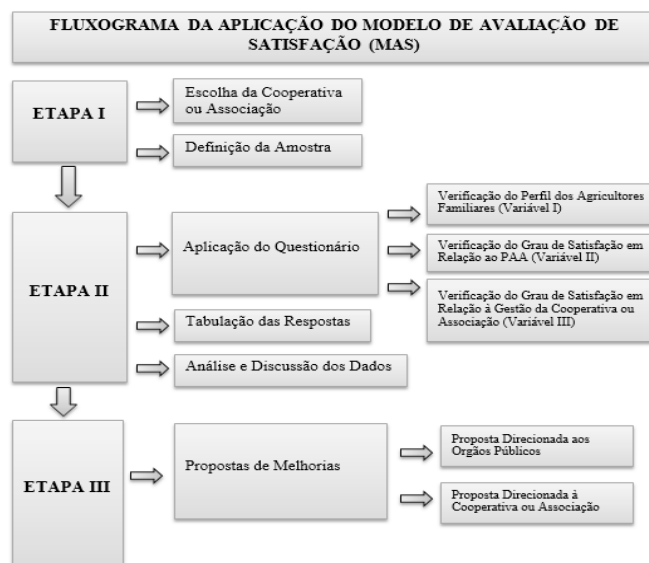 FLUXOGRAMA DA APLICAÇÃO DO MODELO DE AVALIAÇÃO DE
SATISFAÇÃO (MAS)
ETAPA I
Escolha da Cooperativa
ou Associação
Definição da Amostra
ETAPA II
Aplicação do Questionário
Verificação do Perfil dos Agricultores
Familiares (Variável I)
Verificação do Grau de Satisfação em
Relação ao PAA (Variável II)
Verificação do Grau de Satisfação em
Relação à Gestão da Cooperativa ou
Associação (Variável III)
Tabulação das Respostas
Análise e Discussão dos Dados
ETAPA III
Propostas de Melhorias
Proposta Direcionada aos
Orgãos Públicos
Proposta Direcionada à
Cooperativa ou Associação